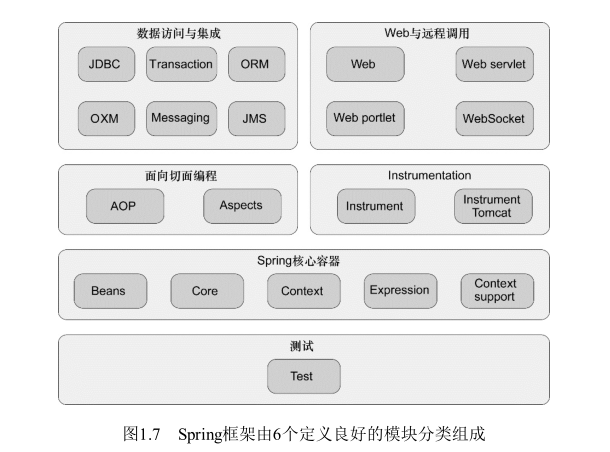 数据访问与集成
JDBC
Transaction
ORM
OXM
Messaging
JMS
Web与远程调用
Web
Web servlet
Web portlet
WebSocket
面向切面编程
AOP
Aspects
Instrumentation
Instrument
Instrument
Tomcat
Spring核心容器
Beans
Core
Context
Expression
Context
support
测试
Test
图1.7 Spring框架由6个定义良好的模块分类组成